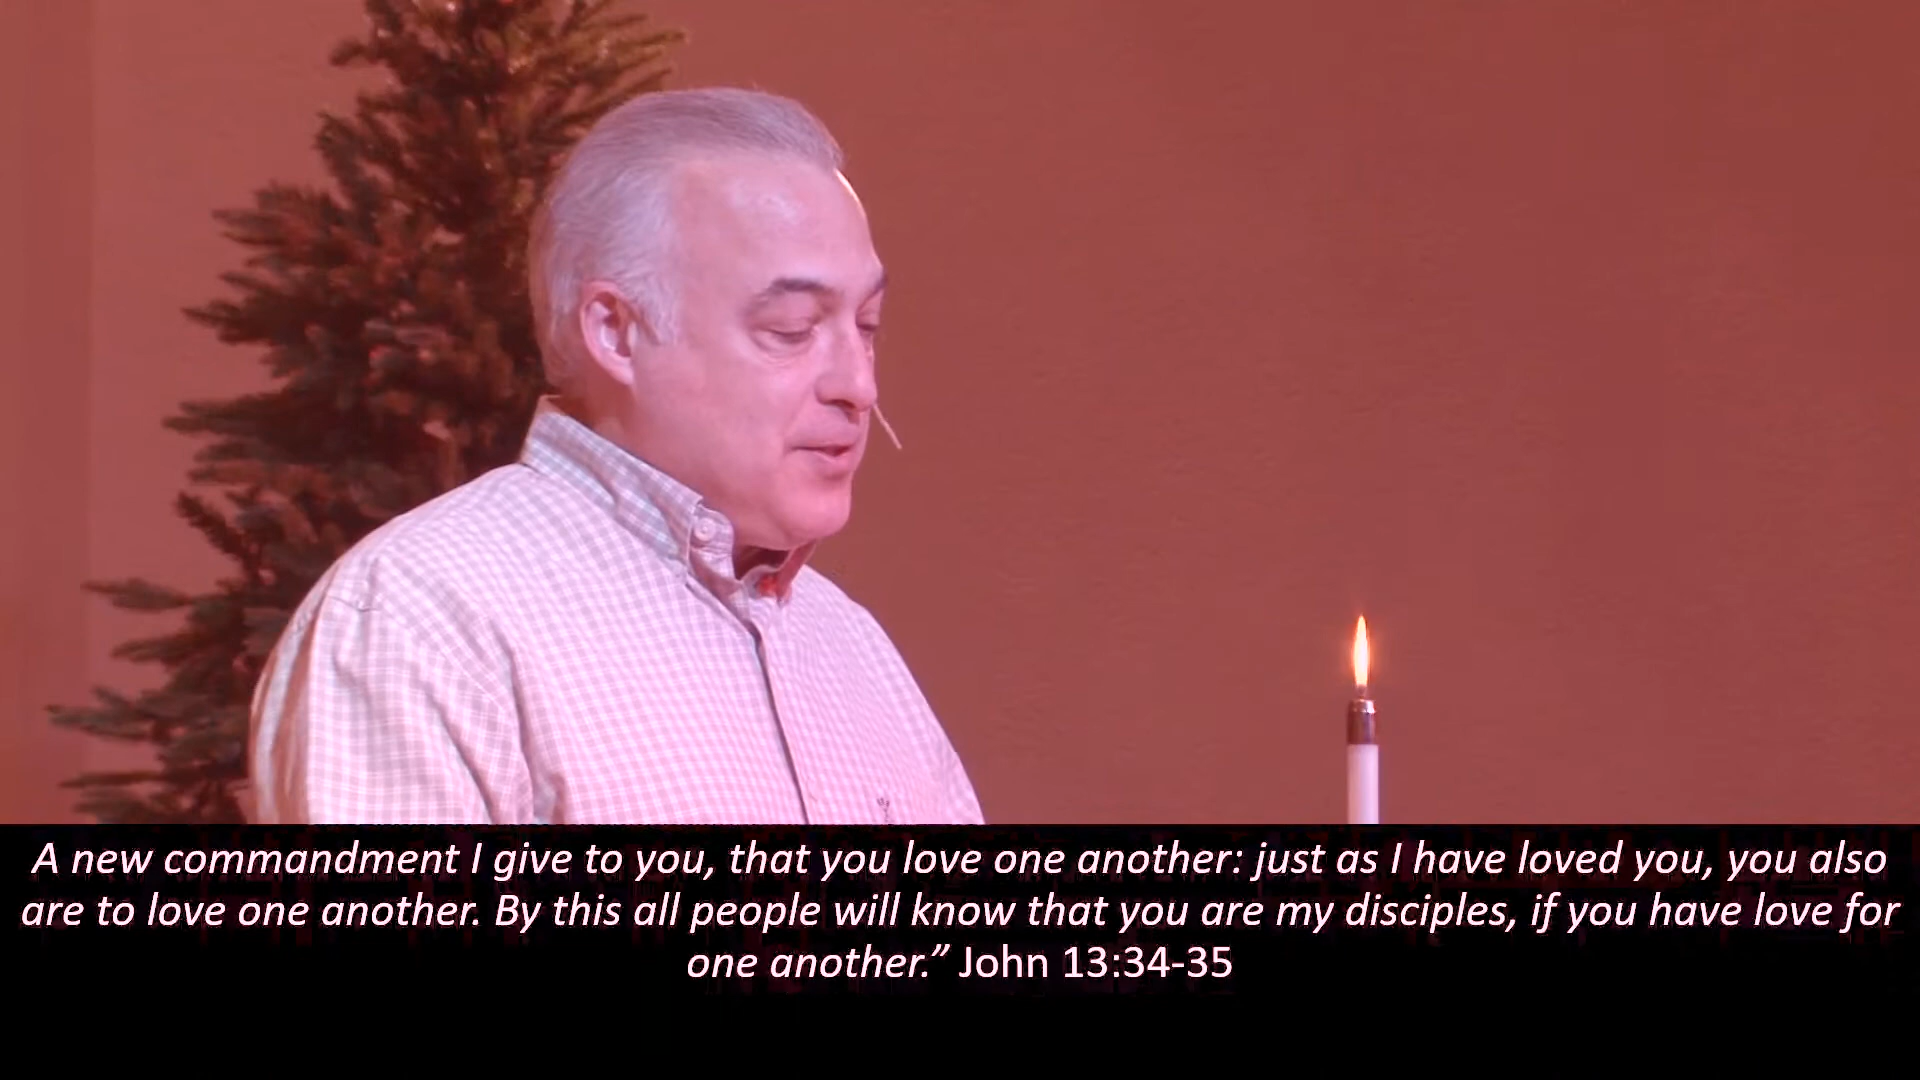 A new commandment I give to you, that you love one another: just as I have loved you, you also
are to love one another. By this all people will know that you are my disciples, if you have love for
one another.” John 13:34-35